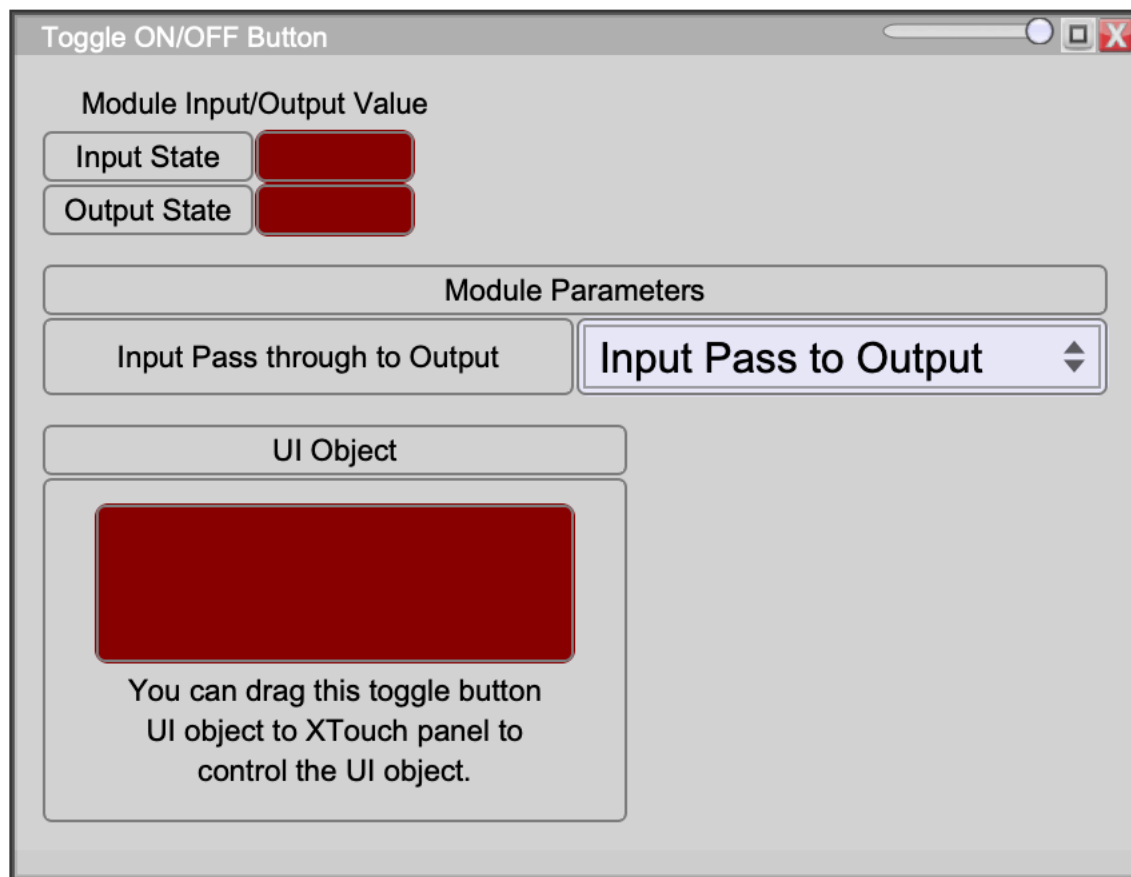 Toggle ON/OFF Button
X
Module Input/Output Value
Input State
Output State
Module Parameters
Input Pass through to Output
Input Pass to Output
UI Object
You can drag this toggle button
UI object to XTouch panel to
control the UI object.